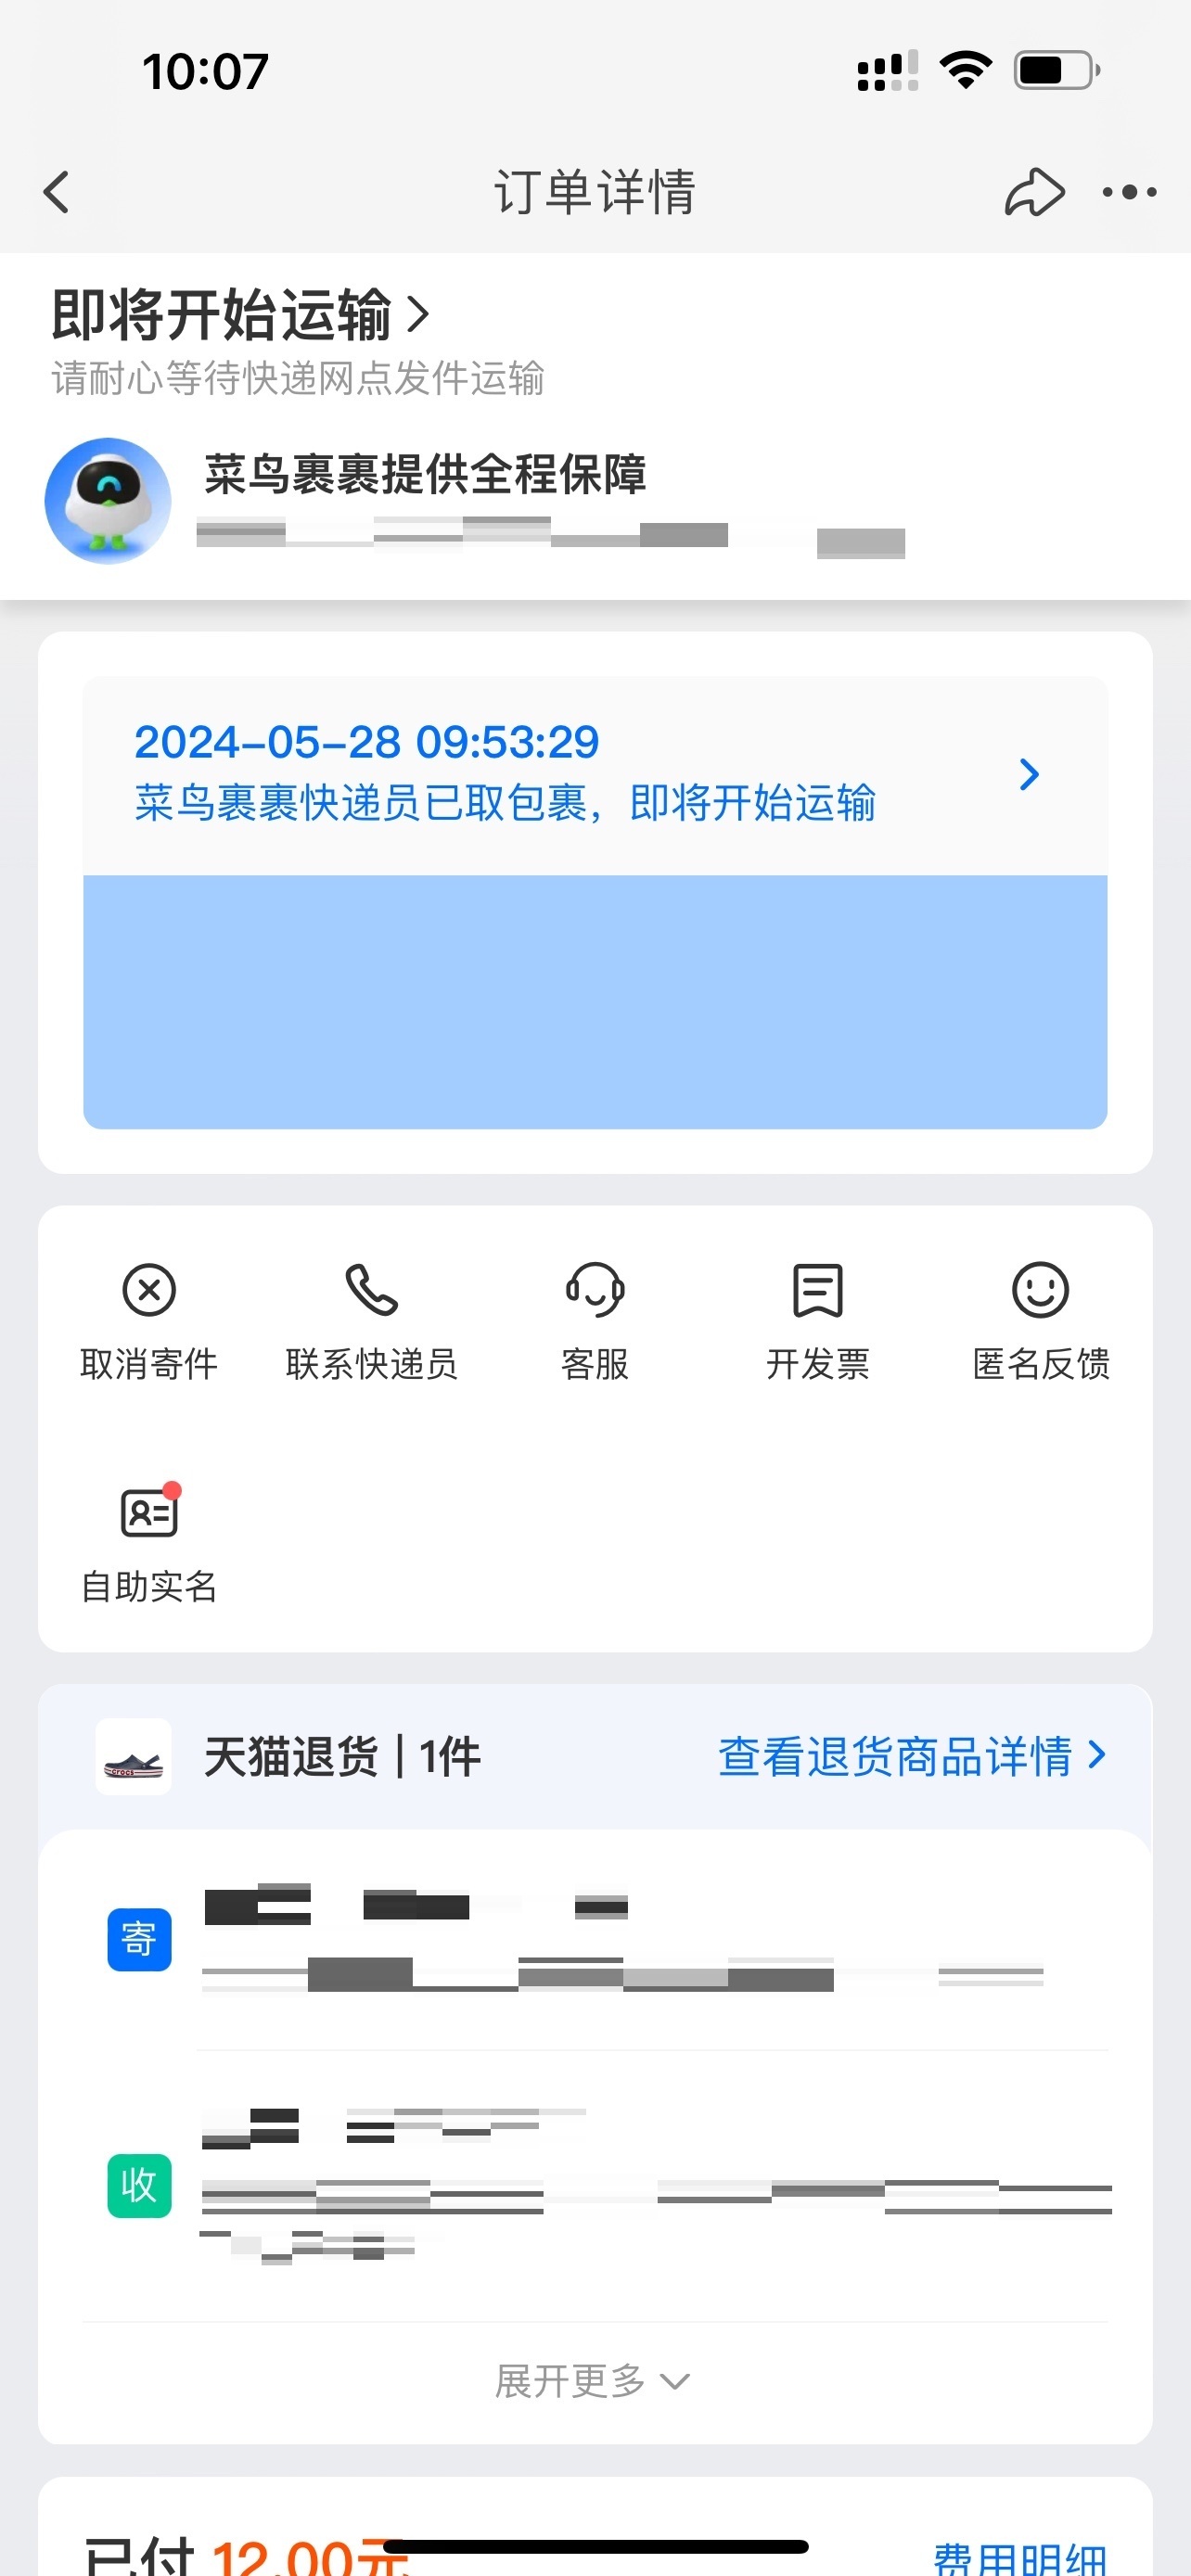 10:07
订单详情
即将开始运输
请耐心等待快递网点发件运输
菜鸟裹裹提供全程保障
2024-05-28 09:53:29
菜鸟裹裹快递员已取包裹，即将开始运输
取消寄件 联系快递员 客服 开发票 匿名反馈
自助实名
crocs 天猫退货 | 1件 查看退货商品详情
寄
收
展开更多
已付 12.00元 费用明细